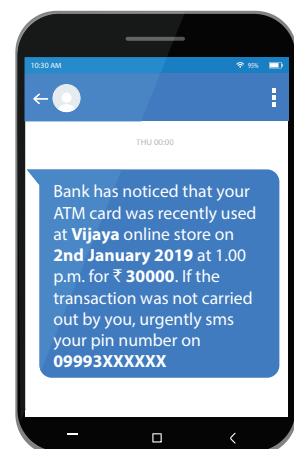 10:30 AM 95%
THU 00:00
Bank has noticed that your
ATM card was recently used
at Vijaya online store on
2nd January 2019 at 1.00
p.m. for ₹ 30000. If the
transaction was not carried
out by you, urgently sms
your pin number on
09993XXXXXX